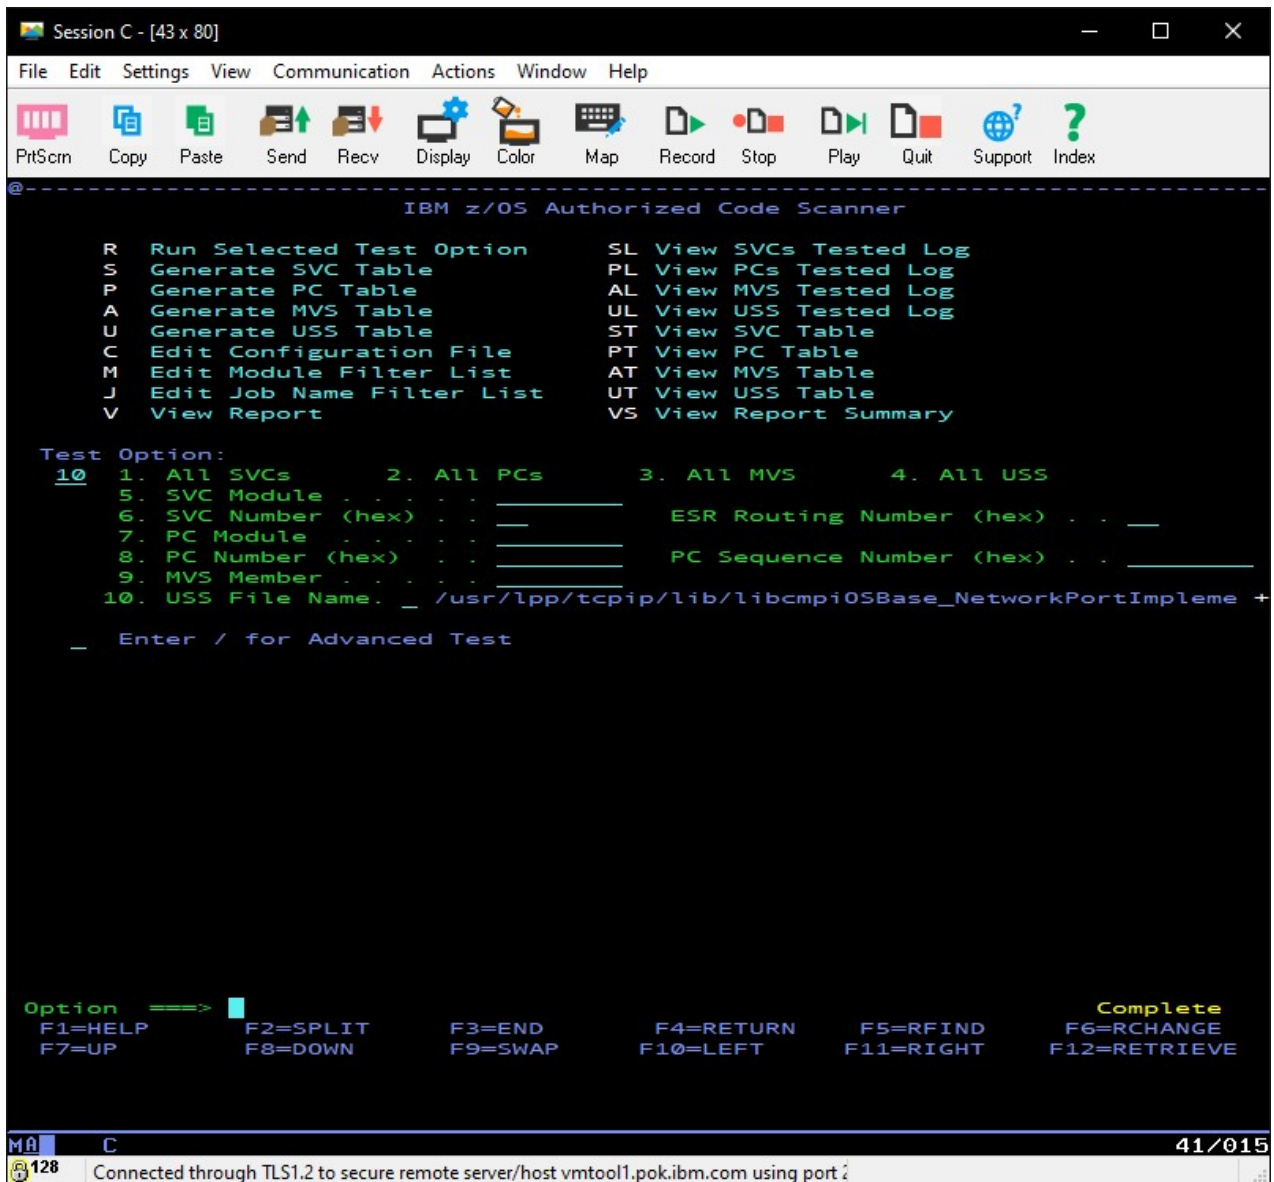 Session C - [43 x 80]
File Edit Settings View Communication Actions Window Help
PrtScrn Copy Paste Send Recv Display Color Map Record Stop Play Quit Support Index
@-------------------------------------------------------------------------------
IBM z/OS Authorized Code Scanner
R Run Selected Test Option SL View SVCs Tested Log
S Generate SVC Table PL View PCs Tested Log
P Generate PC Table AL View MVS Tested Log
A Generate MVS Table UL View USS Tested Log
U Generate USS Table ST View SVC Table
C Edit Configuration File PT View PC Table
M Edit Module Filter List AT View MVS Table
J Edit Job Name Filter List UT View USS Table
V View Report VS View Report Summary
Test Option:
10 1. All SVCs 2. All PCs 3. All MVS 4. All USS
5. SVC Module . . . . . ________
6. SVC Number (hex) . . __ ESR Routing Number (hex) . . __
7. PC Module . . . . . ________
8. PC Number (hex) . . ________ PC Sequence Number (hex) . . ________
9. MVS Member . . . . . ________
10. USS File Name. _ /usr/lpp/tcpip/lib/libcmpiOSBase_NetworkPortImpleme +
_ Enter / for Advanced Test
Option ===> Complete
F1=HELP F2=SPLIT F3=END F4=RETURN F5=RFIND F6=RCHANGE
F7=UP F8=DOWN F9=SWAP F10=LEFT F11=RIGHT F12=RETRIEVE
MA C 41/015
128 Connected through TLS1.2 to secure remote server/host vmtool1.pok.ibm.com using port